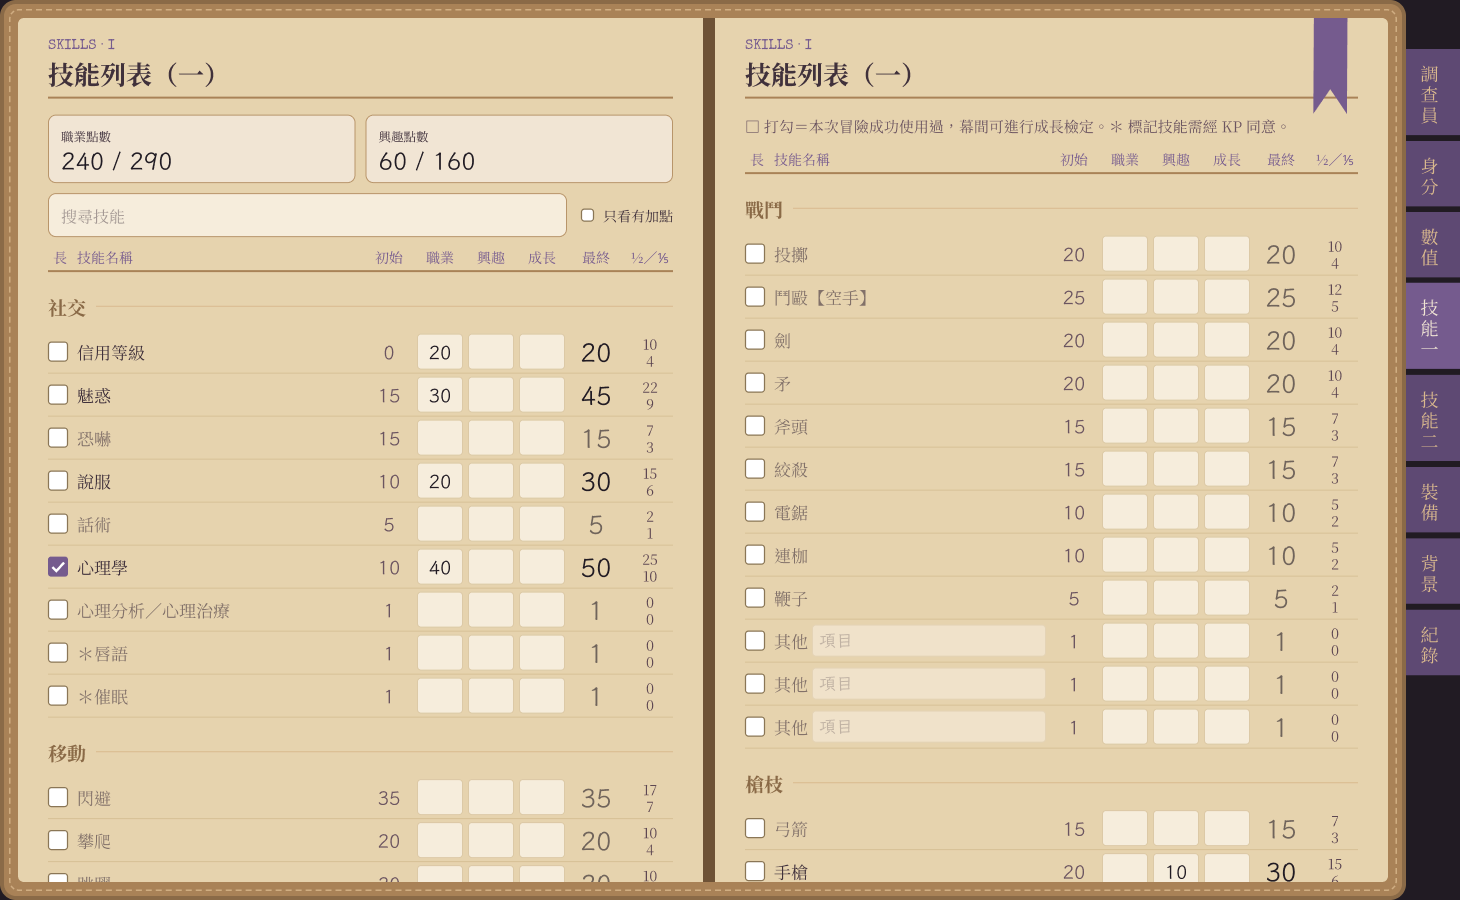 SKILLS · I
技能列表（一）
職業點數
240 / 290
興趣點數
60 / 160
搜尋技能
只看有加點
長 技能名稱 初始 職業 興趣 成長 最終 ½／⅕
社交
信用等級 0 20 20 10 4
魅惑 15 30 45 22 9
恐嚇 15 15 7 3
說服 10 20 30 15 6
話術 5 5 2 1
心理學 10 40 50 25 10
心理分析／心理治療 1 1 0 0
＊唇語 1 1 0 0
＊催眠 1 1 0 0
移動
閃避 35 35 17 7
攀爬 20 20 10 4
10
SKILLS · I
技能列表（一）
□ 打勾＝本次冒險成功使用過，幕間可進行成長檢定。＊ 標記技能需經 KP 同意。
長 技能名稱 初始 職業 興趣 成長 最終 ½／⅕
戰鬥
投擲 20 20 10 4
鬥毆【空手】 25 25 12 5
劍 20 20 10 4
矛 20 20 10 4
斧頭 15 15 7 3
絞殺 15 15 7 3
電鋸 10 10 5 2
連枷 10 10 5 2
鞭子 5 5 2 1
其他 項目 1 1 0 0
其他 項目 1 1 0 0
其他 項目 1 1 0 0
槍枝
弓箭 15 15 7 3
手槍 20 10 30 15 6
調查員
身分
數值
技能一
技能二
裝備
背景
紀錄